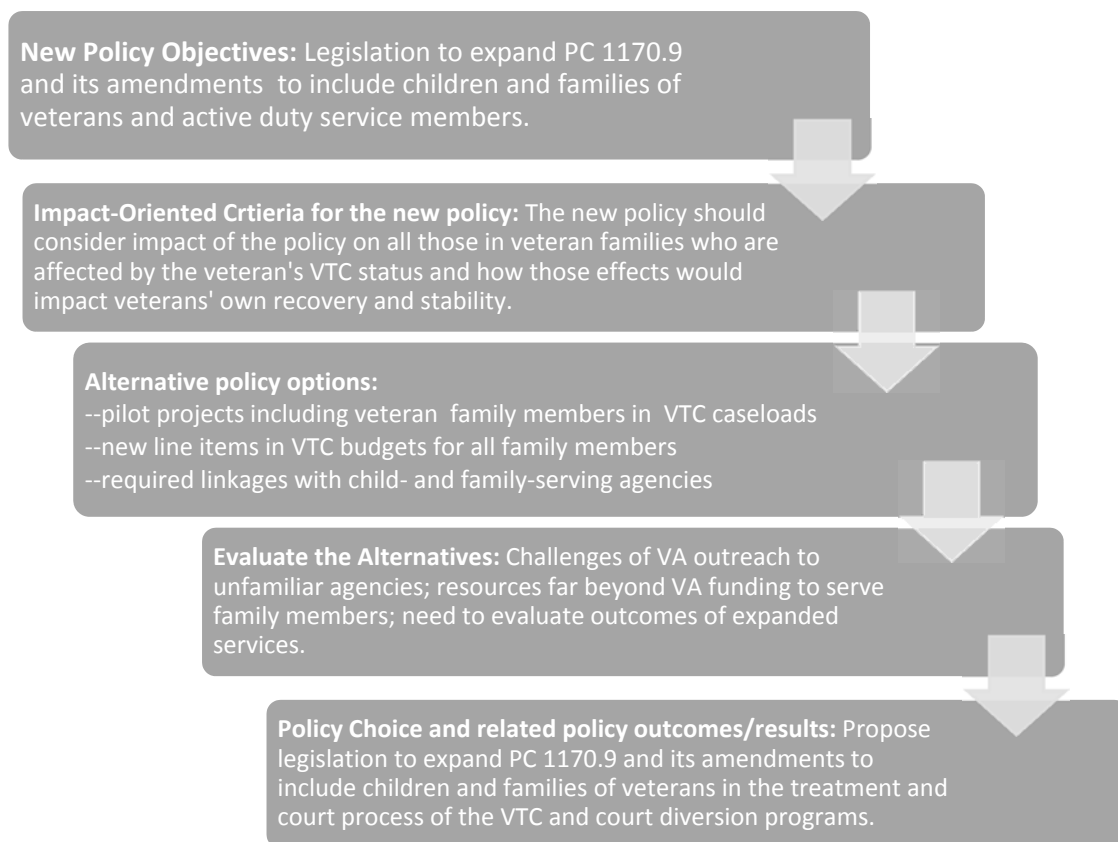 New Policy Objectives: Legislation to expand PC 1170.9
and its amendments to include children and families of
veterans and active duty service members.
Impact-Oriented Crtieria for the new policy: The new policy should
consider impact of the policy on all those in veteran families who are
affected by the veteran's VTC status and how those effects would
impact veterans' own recovery and stability.
Alternative policy options:
--pilot projects including veteran family members in VTC caseloads
--new line items in VTC budgets for all family members
--required linkages with child- and family-serving agencies
Evaluate the Alternatives: Challenges of VA outreach to
unfamiliar agencies; resources far beyond VA funding to serve
family members; need to evaluate outcomes of expanded
services.
Policy Choice and related policy outcomes/results: Propose
legislation to expand PC 1170.9 and its amendments to
include children and families of veterans in the treatment and
court process of the VTC and court diversion programs.